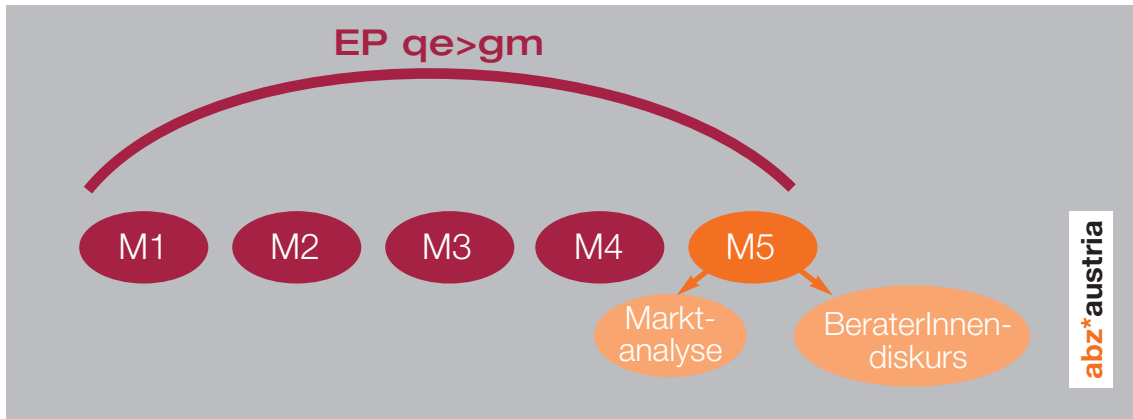 EP qe>gm
M1 M2 M3 M4 M5
Markt-
analyse
BeraterInnen-
diskurs
abz*austria